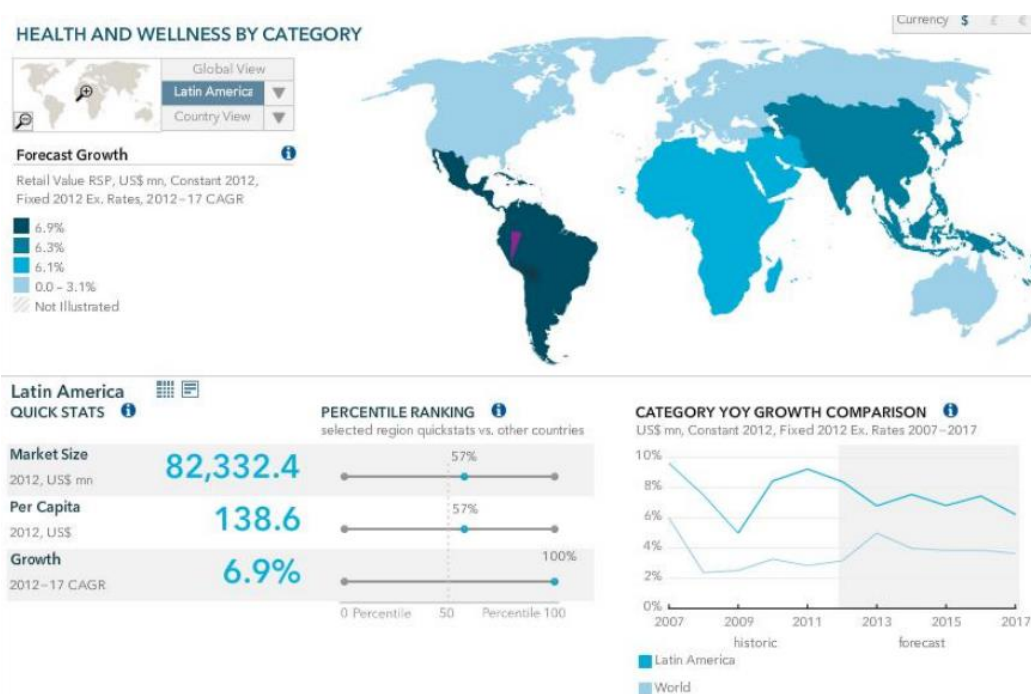 HEALTH AND WELLNESS BY CATEGORY
Currency $ £ €
Global View
Latin America
Country View
Forecast Growth
Retail Value RSP, US$ mn, Constant 2012,
Fixed 2012 Ex. Rates, 2012-17 CAGR
6.9%
6.3%
6.1%
0.0 – 3.1%
Not Illustrated
Latin America
QUICK STATS
Market Size
2012, US$ mn
82,332.4
Per Capita
2012, US$
138.6
Growth
2012-17 CAGR
6.9%
PERCENTILE RANKING
selected region quickstats vs. other countries
57%
57%
100%
0 Percentile 50 Percentile 100
CATEGORY YOY GROWTH COMPARISON
US$ mn, Constant 2012, Fixed 2012 Ex. Rates 2007-2017
10%
8%
6%
4%
2%
0%
2007 2009 2011 2013 2015 2017
historic forecast
Latin America
World